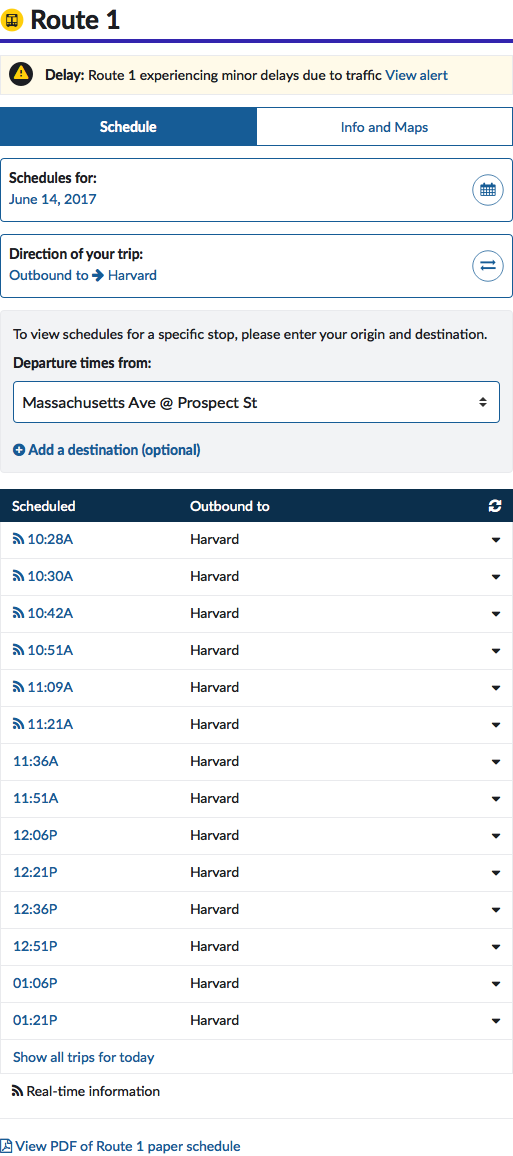 Route 1
Delay: Route 1 experiencing minor delays due to traffic View alert
Schedule Info and Maps
Schedules for:
June 14, 2017
Direction of your trip:
Outbound to Harvard
To view schedules for a specific stop, please enter your origin and destination.
Departure times from:
Massachusetts Ave @ Prospect St
Add a destination (optional)
Scheduled Outbound to
10:28A Harvard
10:30A Harvard
10:42A Harvard
10:51A Harvard
11:09A Harvard
11:21A Harvard
11:36A Harvard
11:51A Harvard
12:06P Harvard
12:21P Harvard
12:36P Harvard
12:51P Harvard
01:06P Harvard
01:21P Harvard
Show all trips for today
Real-time information
View PDF of Route 1 paper schedule